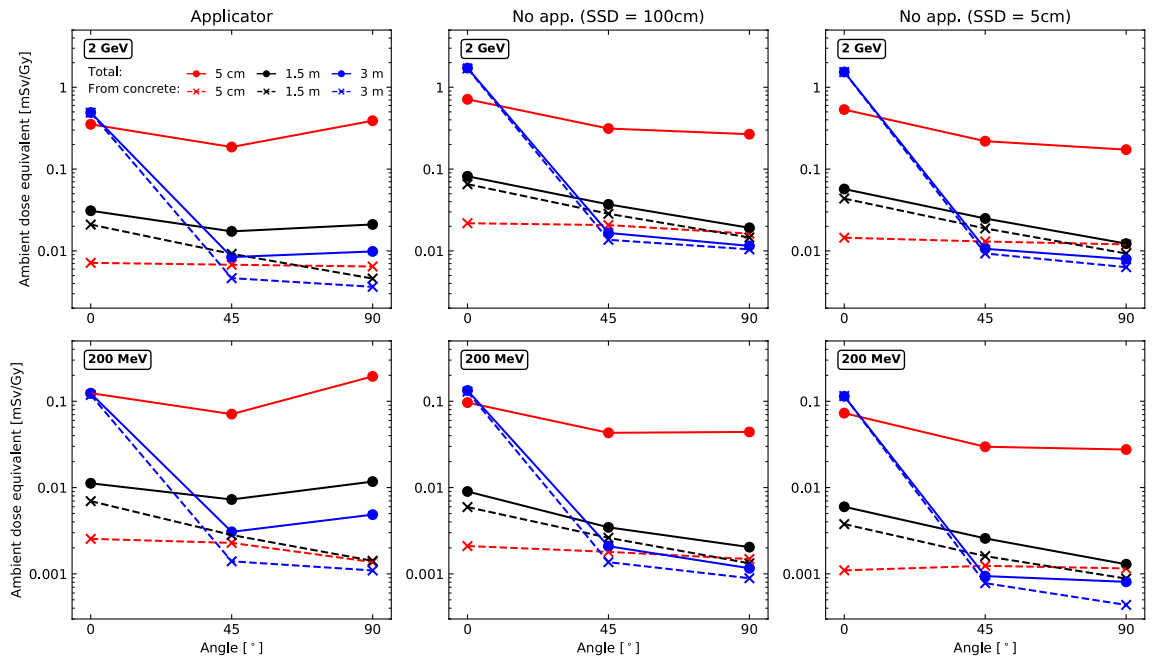 Applicator
No app. (SSD = 100cm)
No app. (SSD = 5cm)
Ambient dose equivalent [mSv/Gy]
2 GeV
Total: 5 cm 1.5 m 3 m
From concrete: 5 cm 1.5 m 3 m
1
0.1
0.01
0 45 90
2 GeV
1
0.1
0.01
0 45 90
2 GeV
1
0.1
0.01
0 45 90
Ambient dose equivalent [mSv/Gy]
200 MeV
0.1
0.01
0.001
0 45 90
Angle [°]
200 MeV
0.1
0.01
0.001
0 45 90
Angle [°]
200 MeV
0.1
0.01
0.001
0 45 90
Angle [°]